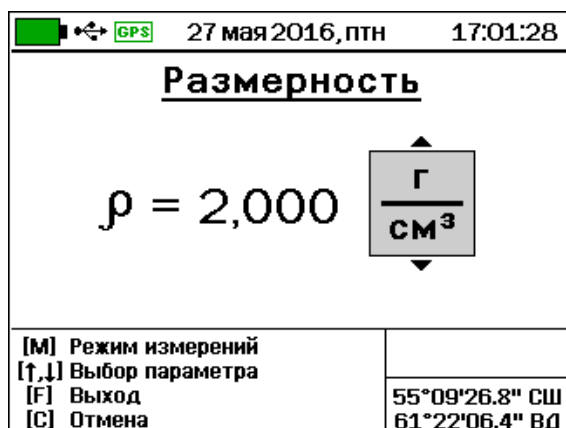 GPS 27 мая 2016, птн 17:01:28
Размерность
ρ = 2,000 г/см³
[М] Режим измерений
[↑,↓] Выбор параметра
[F] Выход
[C] Отмена
55°09'26.8" СШ
61°22'06.4" ВД